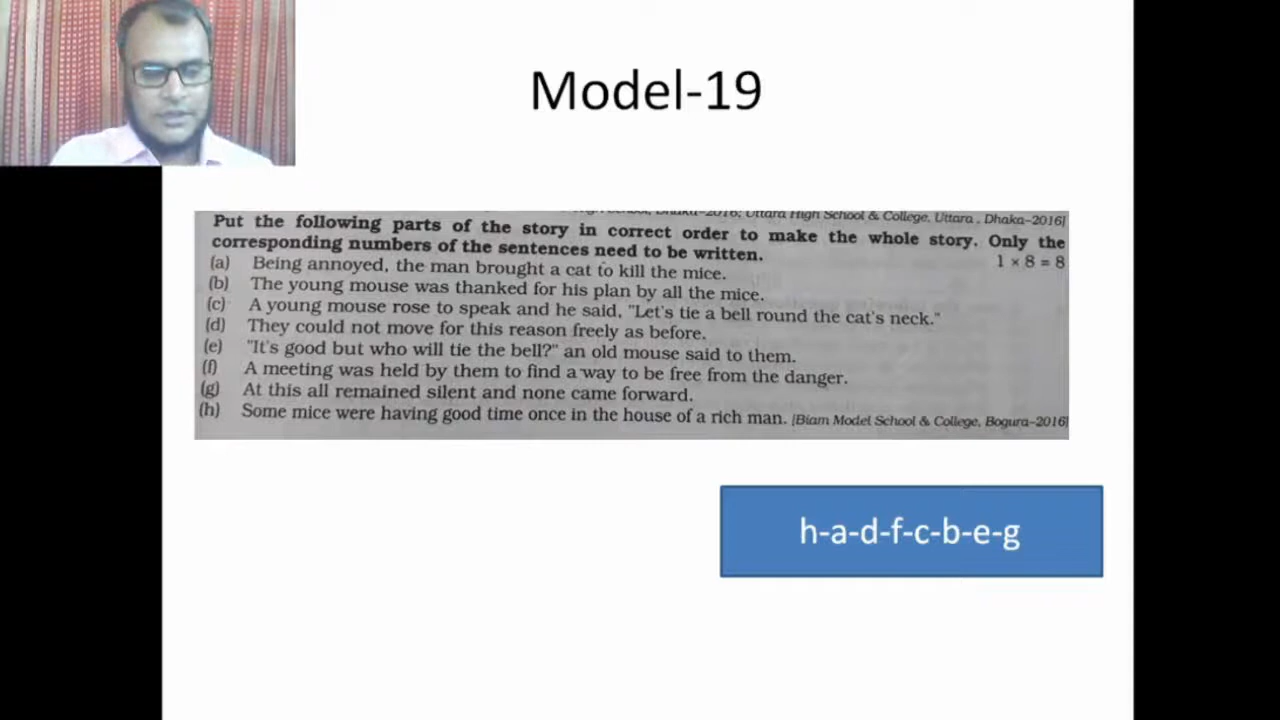 Model-19
Uttara High School & College, Uttara , Dhaka–2016]
Put the following parts of the story in correct order to make the whole story. Only the
corresponding numbers of the sentences need to be written. 1 × 8 = 8
(a) Being annoyed, the man brought a cat to kill the mice.
(b) The young mouse was thanked for his plan by all the mice.
(c) A young mouse rose to speak and he said, "Let's tie a bell round the cat's neck."
(d) They could not move for this reason freely as before.
(e) "It's good but who will tie the bell?" an old mouse said to them.
(f) A meeting was held by them to find a way to be free from the danger.
(g) At this all remained silent and none came forward.
(h) Some mice were having good time once in the house of a rich man. [Biam Model School & College, Bogura–2016]
h-a-d-f-c-b-e-g